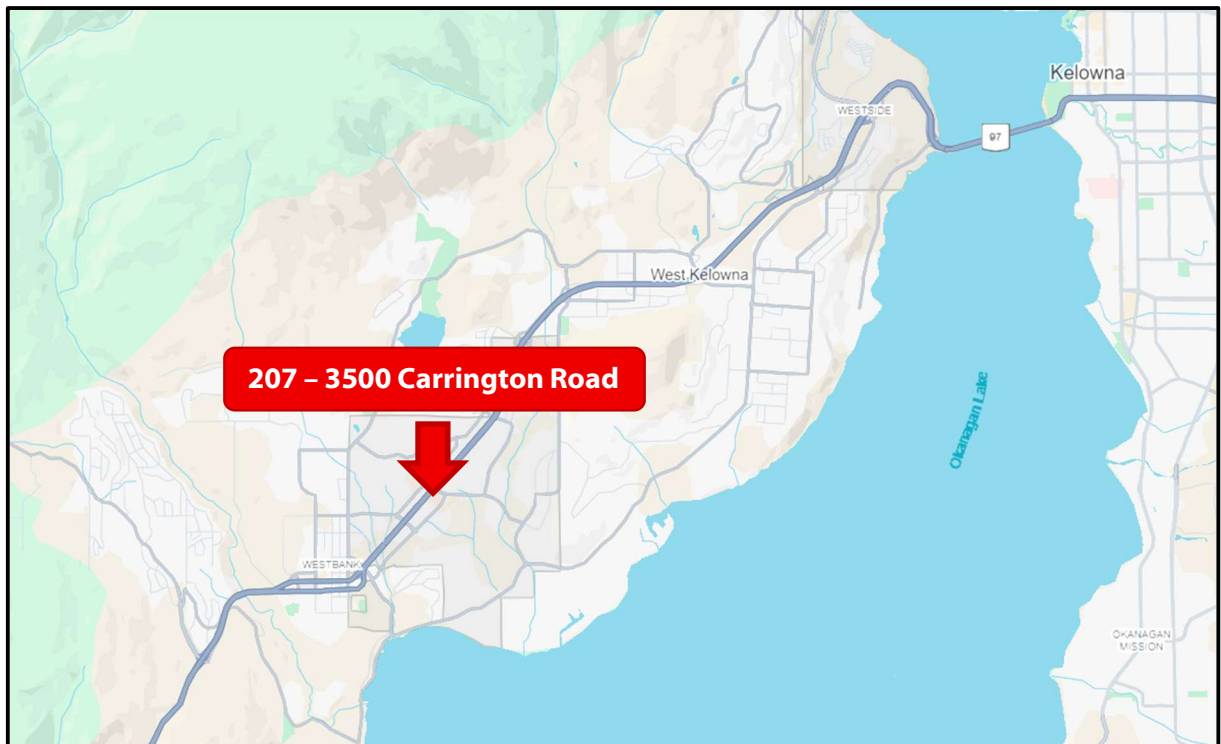 Kelowna
WESTSIDE
97
West Kelowna
207 – 3500 Carrington Road
Okanagan Lake
WESTBANK
OKANAGAN
MISSION